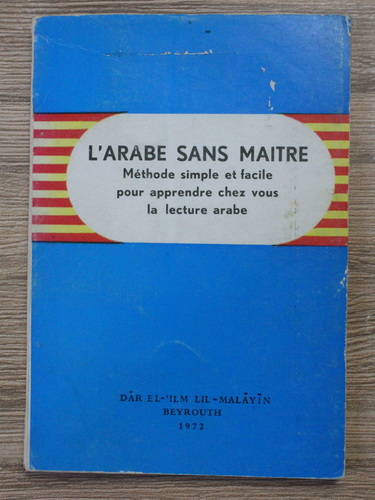 L'ARABE SANS MAITRE
Méthode simple et facile
pour apprendre chez vous
la lecture arabe
DĀR EL-'ILM LIL-MALĀYĪN
BEYROUTH
1972